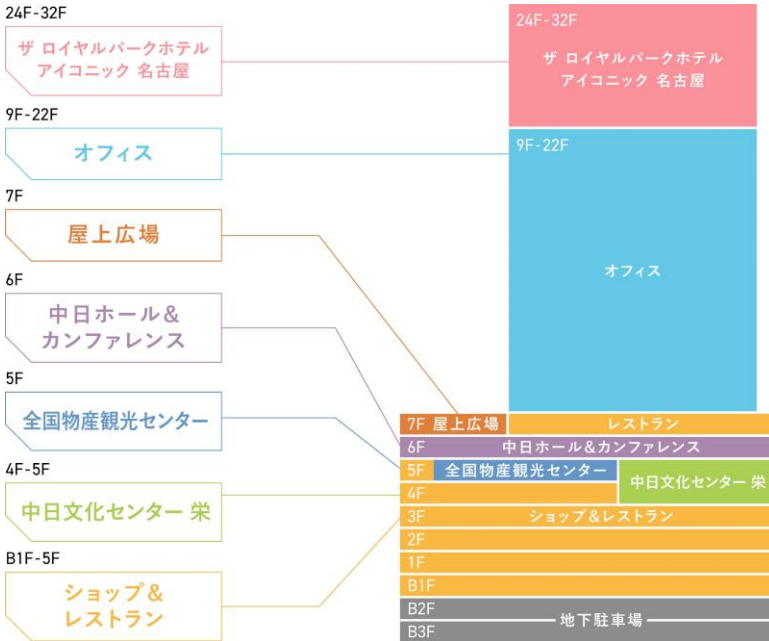 24F-32F
ザ ロイヤルパークホテル
アイコニック 名古屋
9F-22F
オフィス
7F
屋上広場
6F
中日ホール&
カンファレンス
5F
全国物産観光センター
4F-5F
中日文化センター 栄
B1F-5F
ショップ&
レストラン
24F-32F
ザ ロイヤルパークホテル
アイコニック 名古屋
9F-22F
オフィス
7F 屋上広場 レストラン
6F 中日ホール&カンファレンス
5F 全国物産観光センター
中日文化センター 栄
4F
3F ショップ&レストラン
2F
1F
B1F
B2F
地下駐車場
B3F